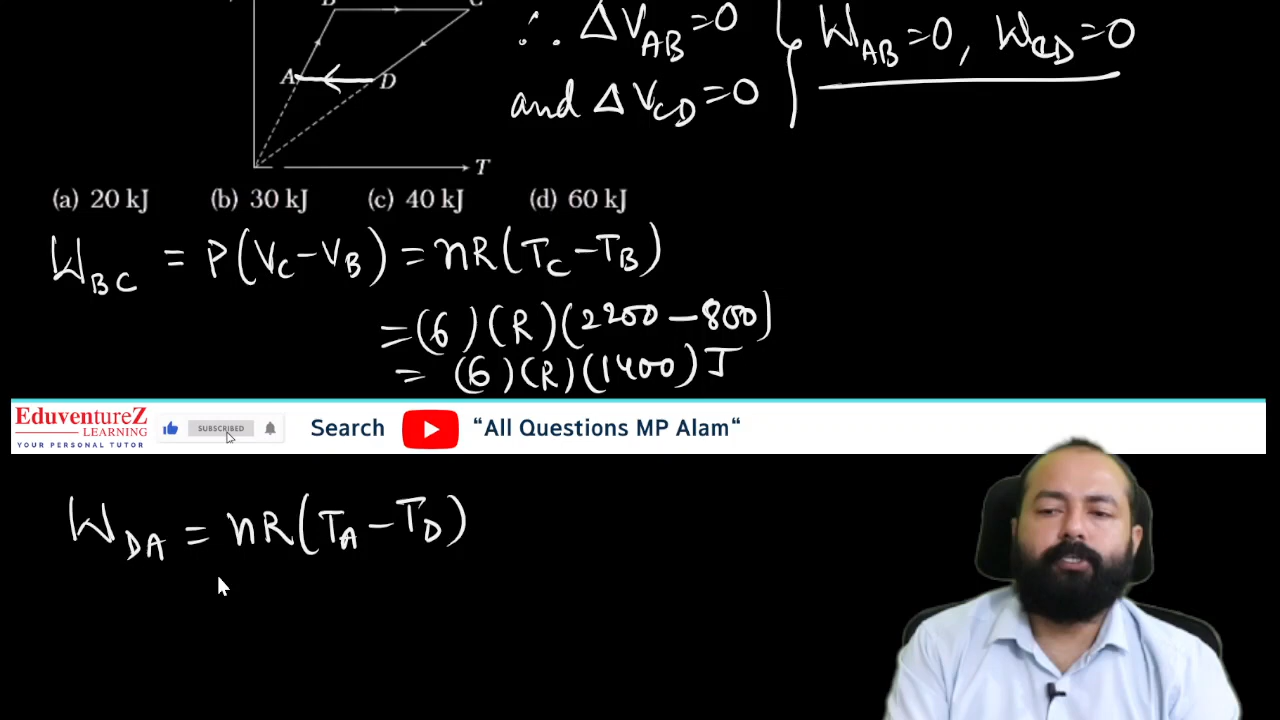 B C
∴ ΔV_AB = 0
W_AB = 0, W_CD = 0
A D
and ΔV_CD = 0
T
(a) 20 kJ (b) 30 kJ (c) 40 kJ (d) 60 kJ
W_BC = P(V_C − V_B) = nR(T_C − T_B)
= (6)(R)(2200 − 800)
= (6)(R)(1400) J
EduventureZ
LEARNING
YOUR PERSONAL TUTOR
SUBSCRIBED
Search
“All Questions MP Alam“
W_DA = nR(T_A − T_D)